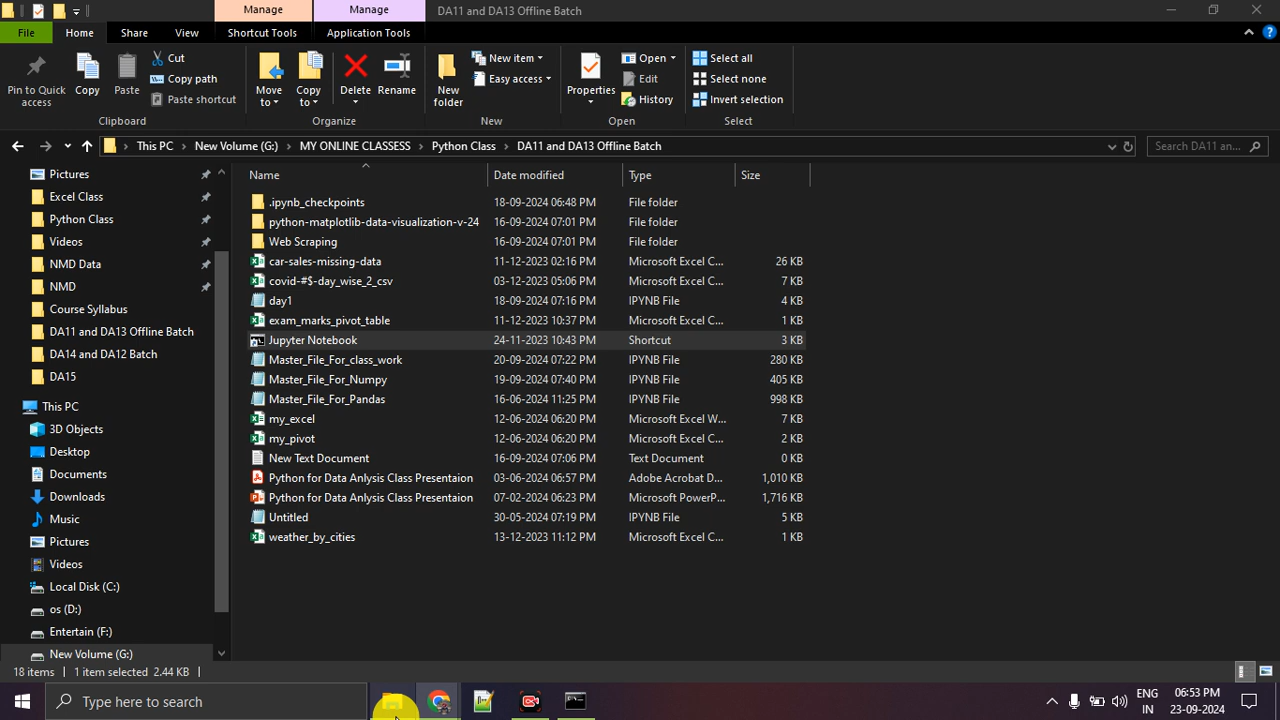 Manage
Manage
DA11 and DA13 Offline Batch
File
Home
Share
View
Shortcut Tools
Application Tools
Pin to Quick access
Copy
Paste
Cut
Copy path
Paste shortcut
Clipboard
Move to
Copy to
Delete
Rename
Organize
New folder
New item
Easy access
New
Properties
Open
Edit
History
Open
Select all
Select none
Invert selection
Select
This PC > New Volume (G:) > MY ONLINE CLASSESS > Python Class > DA11 and DA13 Offline Batch
Search DA11 an...
Name Date modified Type Size
.ipynb_checkpoints 18-09-2024 06:48 PM File folder
python-matplotlib-data-visualization-v-24 16-09-2024 07:01 PM File folder
Web Scraping 16-09-2024 07:01 PM File folder
car-sales-missing-data 11-12-2023 02:16 PM Microsoft Excel C... 26 KB
covid-#$-day_wise_2_csv 03-12-2023 05:06 PM Microsoft Excel C... 7 KB
day1 18-09-2024 07:16 PM IPYNB File 4 KB
exam_marks_pivot_table 11-12-2023 10:37 PM Microsoft Excel C... 1 KB
Jupyter Notebook 24-11-2023 10:43 PM Shortcut 3 KB
Master_File_For_class_work 20-09-2024 07:22 PM IPYNB File 280 KB
Master_File_For_Numpy 19-09-2024 07:40 PM IPYNB File 405 KB
Master_File_For_Pandas 16-06-2024 11:25 PM IPYNB File 998 KB
my_excel 12-06-2024 06:20 PM Microsoft Excel W... 7 KB
my_pivot 12-06-2024 06:20 PM Microsoft Excel C... 2 KB
New Text Document 16-09-2024 07:06 PM Text Document 0 KB
Python for Data Anlysis Class Presentaion 03-06-2024 06:57 PM Adobe Acrobat D... 1,010 KB
Python for Data Anlysis Class Presentaion 07-02-2024 06:23 PM Microsoft PowerP... 1,716 KB
Untitled 30-05-2024 07:19 PM IPYNB File 5 KB
weather_by_cities 13-12-2023 11:12 PM Microsoft Excel C... 1 KB
Pictures
Excel Class
Python Class
Videos
NMD Data
NMD
Course Syllabus
DA11 and DA13 Offline Batch
DA14 and DA12 Batch
DA15
This PC
3D Objects
Desktop
Documents
Downloads
Music
Pictures
Videos
Local Disk (C:)
os (D:)
Entertain (F:)
New Volume (G:)
18 items 1 item selected 2.44 KB
Type here to search
ENG
IN
06:53 PM
23-09-2024